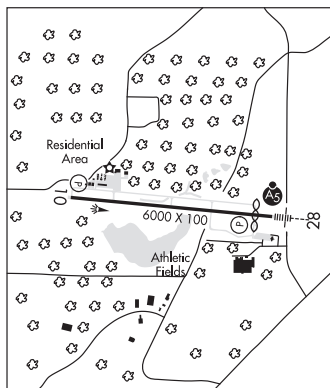 Residential
Area
P
A5
10
6000 X 100
P
28
Athletic
Fields